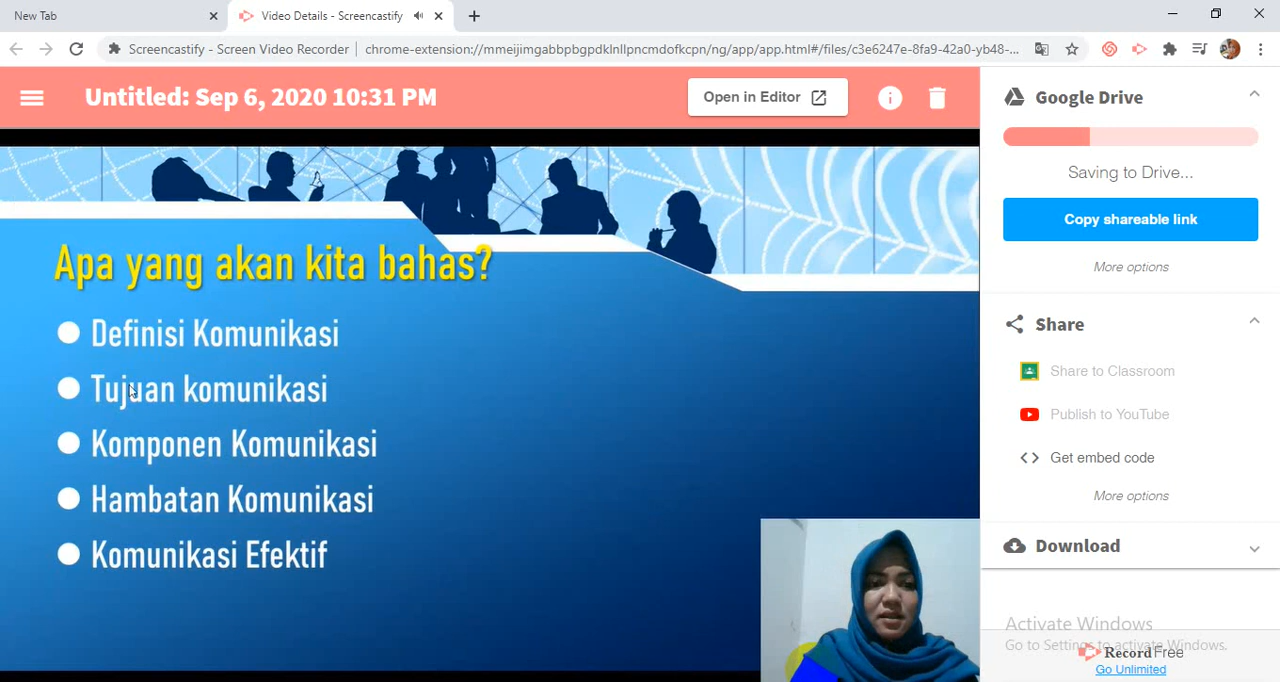 New Tab
Video Details - Screencastify
Screencastify - Screen Video Recorder
chrome-extension://mmeijimgabbpbgpdklnllpncmdofkcpn/ng/app/app.html#/files/c3e6247e-8fa9-42a0-yb48-...
Untitled: Sep 6, 2020 10:31 PM
Open in Editor
Apa yang akan kita bahas?
Definisi Komunikasi
Tujuan komunikasi
Komponen Komunikasi
Hambatan Komunikasi
Komunikasi Efektif
Google Drive
Saving to Drive...
Copy shareable link
More options
Share
Share to Classroom
Publish to YouTube
Get embed code
More options
Download
Activate Windows
Go to Settings to activate Windows.
RecordFree
Go Unlimited